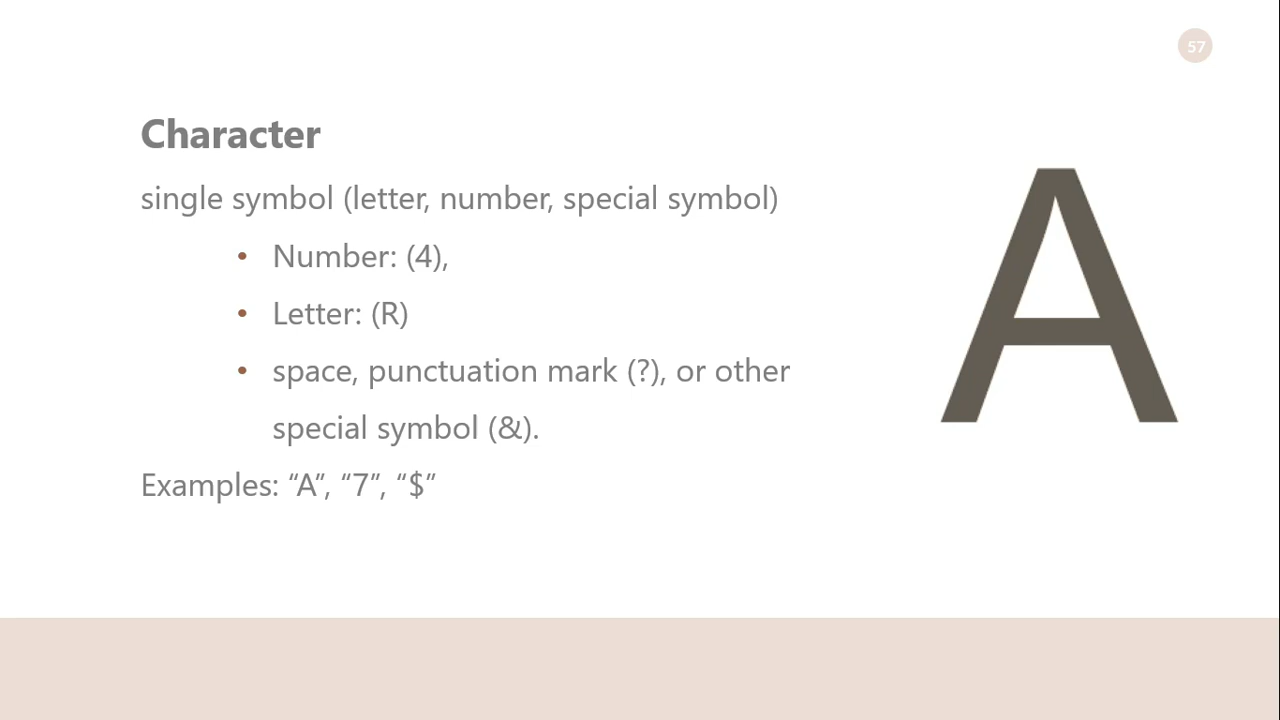 57
Character
single symbol (letter, number, special symbol)
• Number: (4),
• Letter: (R)
• space, punctuation mark (?), or other
special symbol (&).
Examples: “A”, “7”, “$”
A